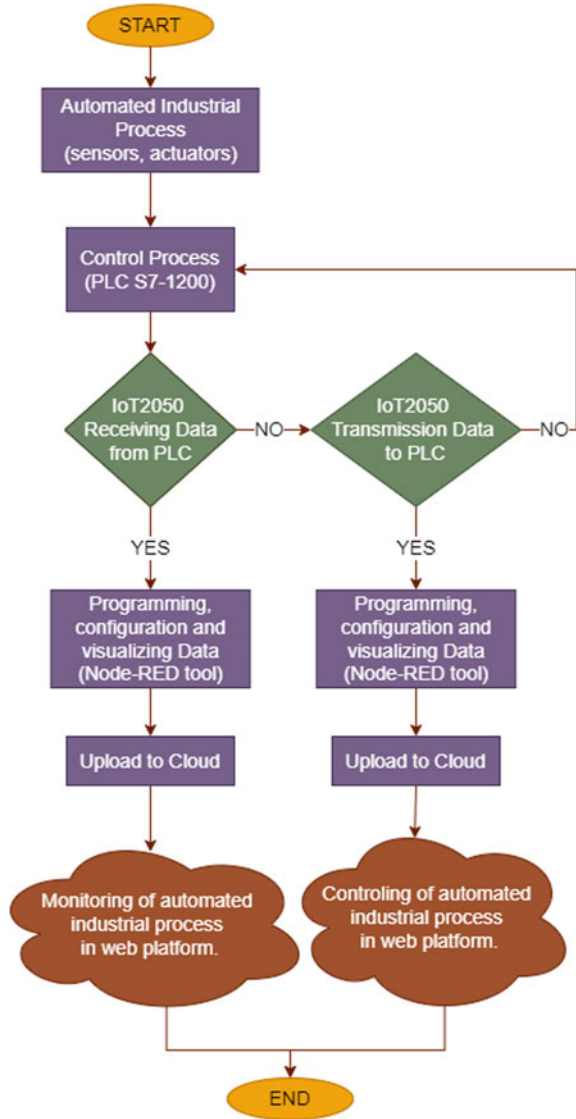 START
Automated Industrial
Process
(sensors, actuators)
Control Process
(PLC S7-1200)
IoT2050
Receiving Data
from PLC
NO
IoT2050
Transmission Data
to PLC
NO
YES
YES
Programming,
configuration and
visualizing Data
(Node-RED tool)
Programming,
configuration and
visualizing Data
(Node-RED tool)
Upload to Cloud
Upload to Cloud
Monitoring of automated
industrial process
in web platform.
Controling of automated
industrial process
in web platform.
END